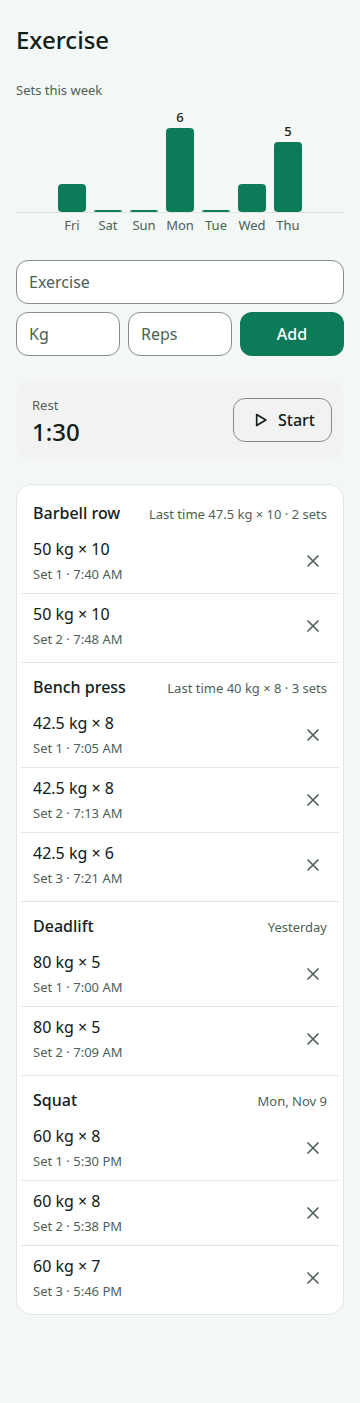 Exercise
Sets this week
6
5
Fri Sat Sun Mon Tue Wed Thu
Exercise
Kg Reps Add
Rest
1:30
Start
Barbell row Last time 47.5 kg × 10 · 2 sets
50 kg × 10
Set 1 · 7:40 AM
50 kg × 10
Set 2 · 7:48 AM
Bench press Last time 40 kg × 8 · 3 sets
42.5 kg × 8
Set 1 · 7:05 AM
42.5 kg × 8
Set 2 · 7:13 AM
42.5 kg × 6
Set 3 · 7:21 AM
Deadlift Yesterday
80 kg × 5
Set 1 · 7:00 AM
80 kg × 5
Set 2 · 7:09 AM
Squat Mon, Nov 9
60 kg × 8
Set 1 · 5:30 PM
60 kg × 8
Set 2 · 5:38 PM
60 kg × 7
Set 3 · 5:46 PM